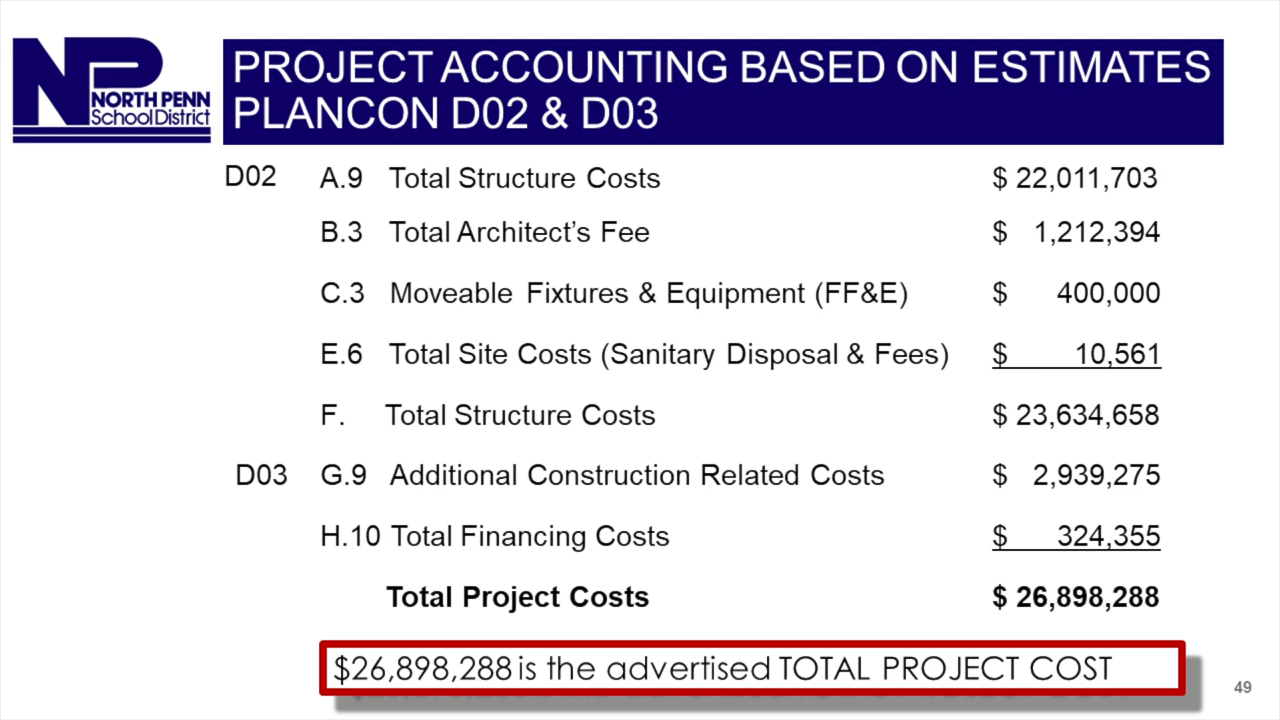 NP
NORTH PENN
School District
PROJECT ACCOUNTING BASED ON ESTIMATES
PLANCON D02 & D03
D02 A.9 Total Structure Costs $ 22,011,703
B.3 Total Architect’s Fee $ 1,212,394
C.3 Moveable Fixtures & Equipment (FF&E) $ 400,000
E.6 Total Site Costs (Sanitary Disposal & Fees) $ 10,561
F. Total Structure Costs $ 23,634,658
D03 G.9 Additional Construction Related Costs $ 2,939,275
H.10 Total Financing Costs $ 324,355
Total Project Costs $ 26,898,288
$26,898,288 is the advertised TOTAL PROJECT COST
49